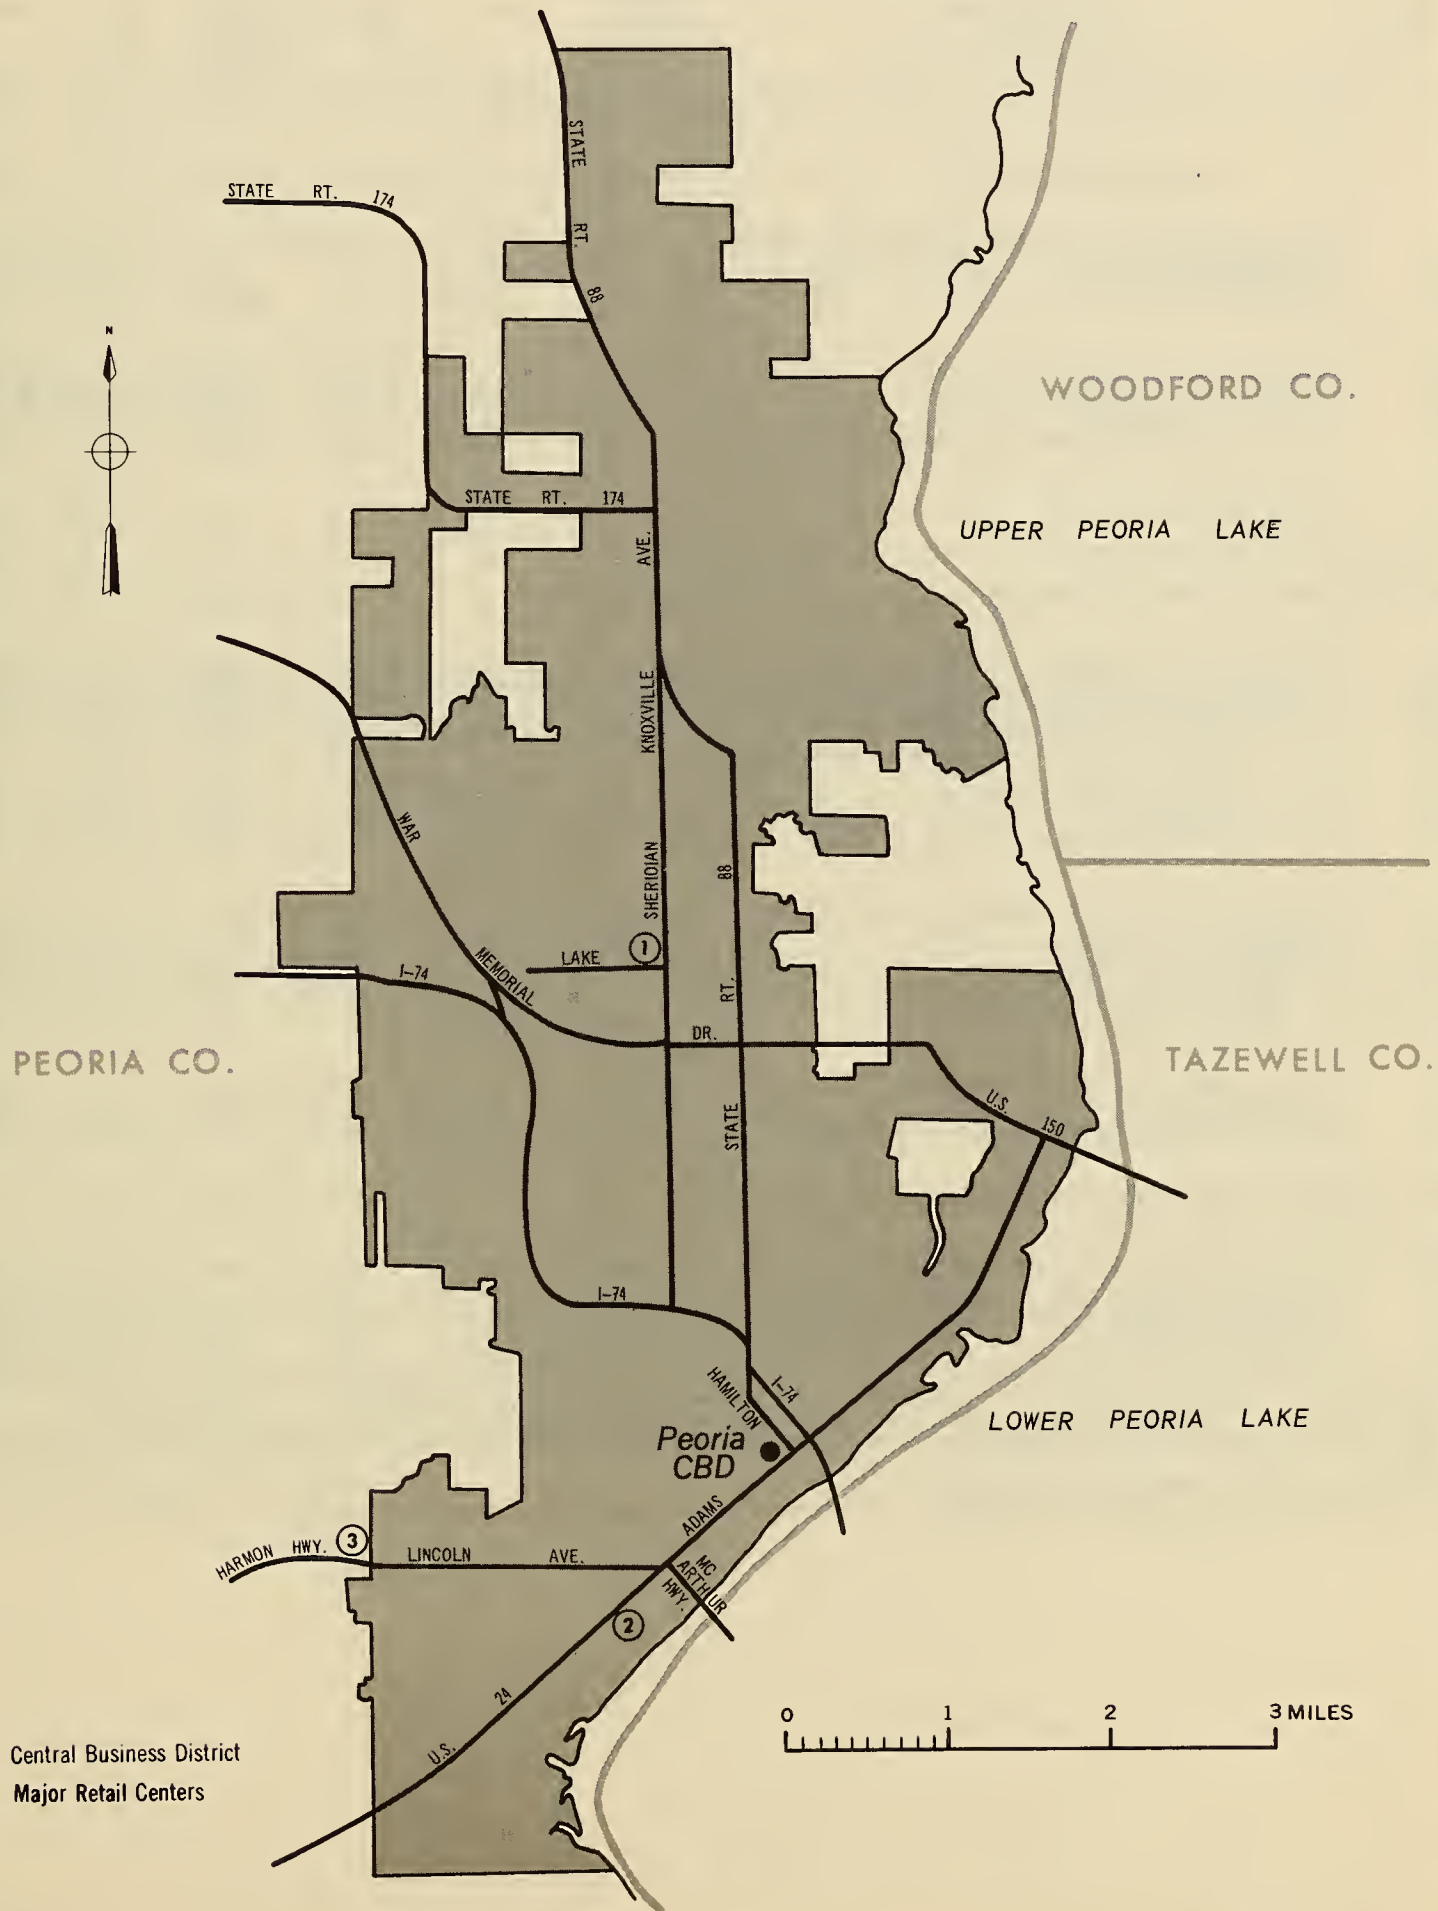 STATE RT. 88
STATE RT. 174
N
WOODFORD CO.
STATE RT. 174
UPPER PEORIA LAKE
AVE.
KNOXVILLE
WAR
SHERIDIAN
88
1
LAKE
MEMORIAL
I-74
RT.
DR.
PEORIA CO.
TAZEWELL CO.
U.S. 150
STATE
I-74
HAMILTON
I-74
LOWER PEORIA LAKE
Peoria
CBD
ADAMS
3
HARMON HWY.
LINCOLN AVE.
MC
ARTHUR
HWY.
2
24
U.S.
0 1 2 3 MILES
Central Business District
Major Retail Centers